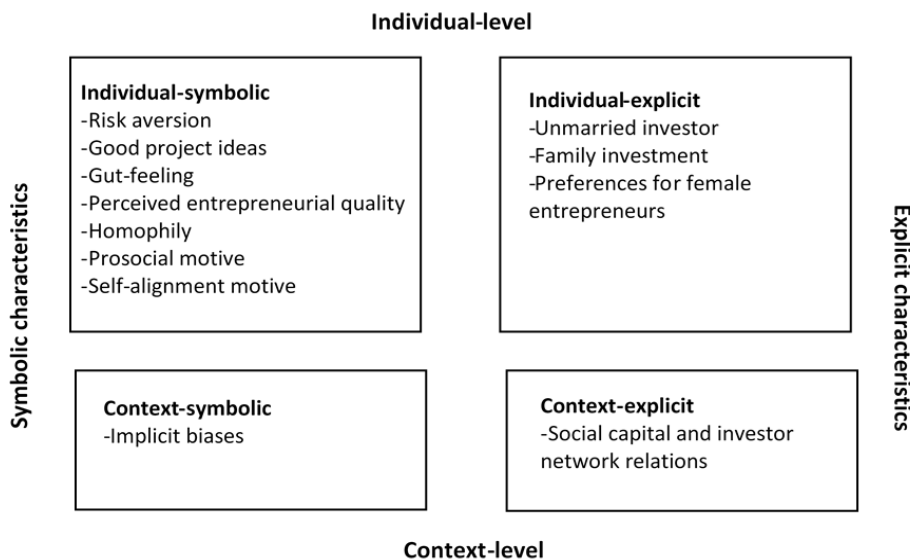 Individual-level
Symbolic characteristics
Individual-symbolic
-Risk aversion
-Good project ideas
-Gut-feeling
-Perceived entrepreneurial quality
-Homophily
-Prosocial motive
-Self-alignment motive
Individual-explicit
-Unmarried investor
-Family investment
-Preferences for female
entrepreneurs
Explicit characteristics
Context-symbolic
-Implicit biases
Context-explicit
-Social capital and investor
network relations
Context-level